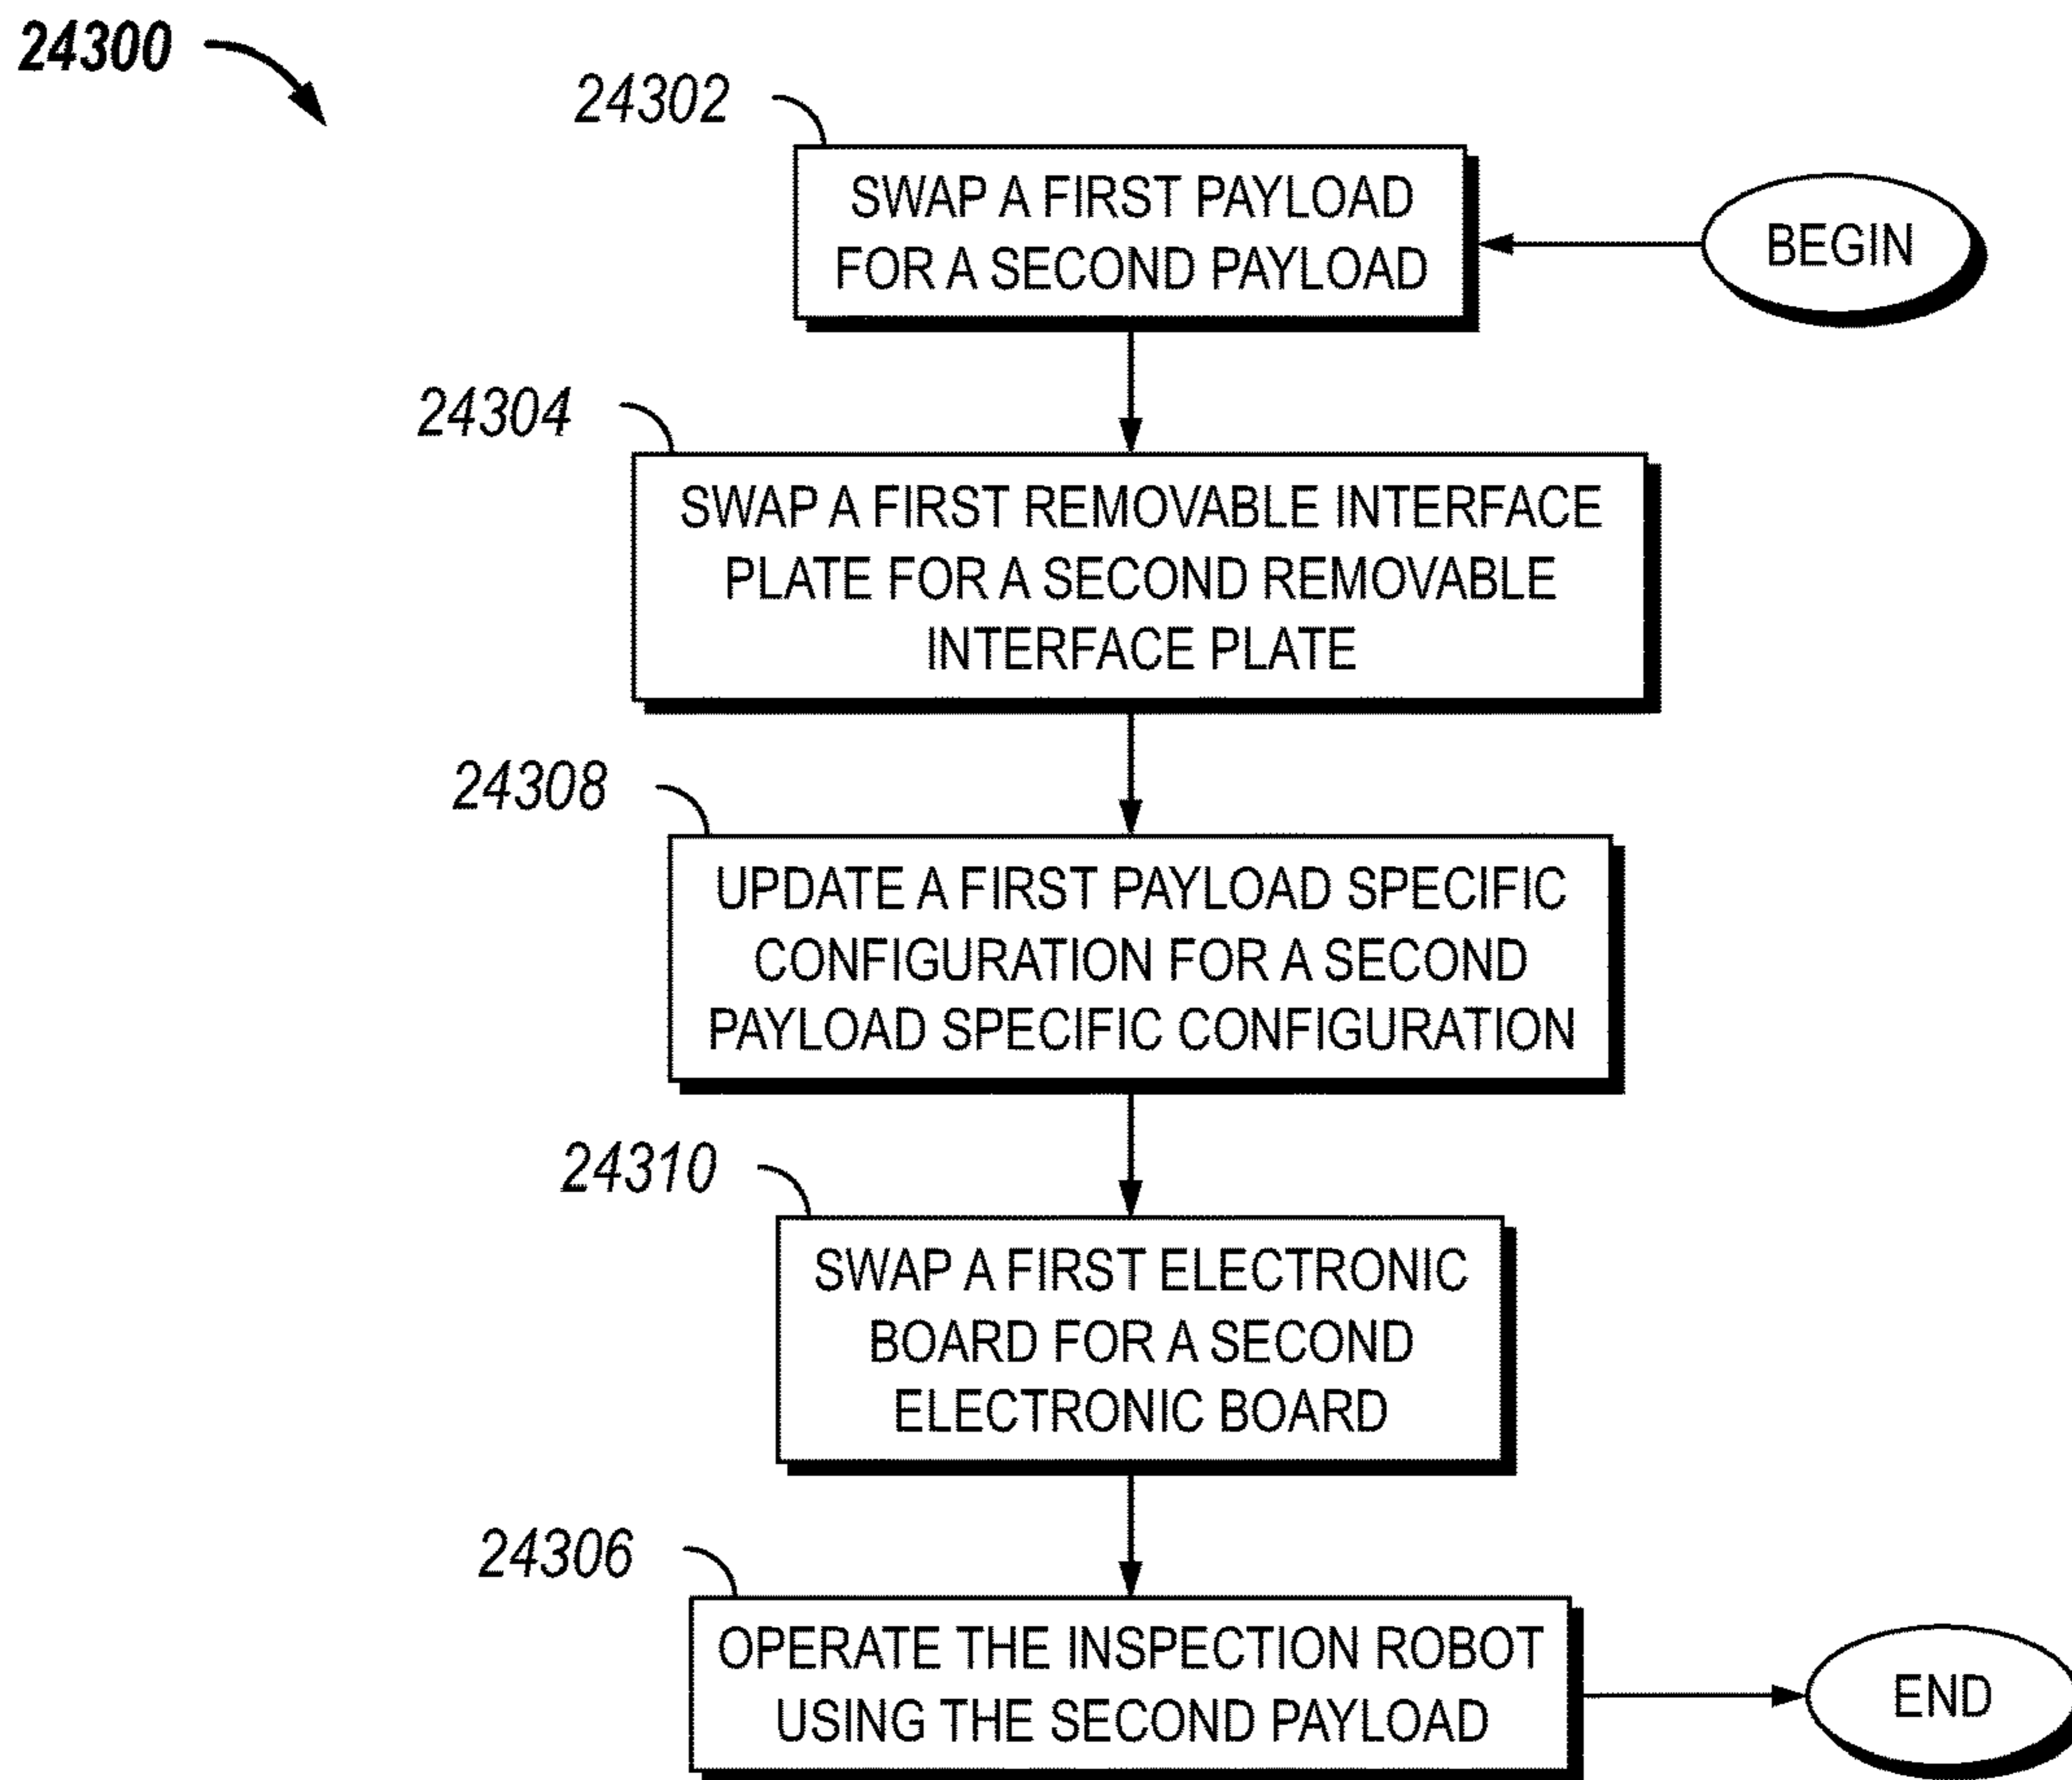 24300
24302
SWAP A FIRST PAYLOAD
FOR A SECOND PAYLOAD
BEGIN
24304
SWAP A FIRST REMOVABLE INTERFACE
PLATE FOR A SECOND REMOVABLE
INTERFACE PLATE
24308
UPDATE A FIRST PAYLOAD SPECIFIC
CONFIGURATION FOR A SECOND
PAYLOAD SPECIFIC CONFIGURATION
24310
SWAP A FIRST ELECTRONIC
BOARD FOR A SECOND
ELECTRONIC BOARD
24306
OPERATE THE INSPECTION ROBOT
USING THE SECOND PAYLOAD
END